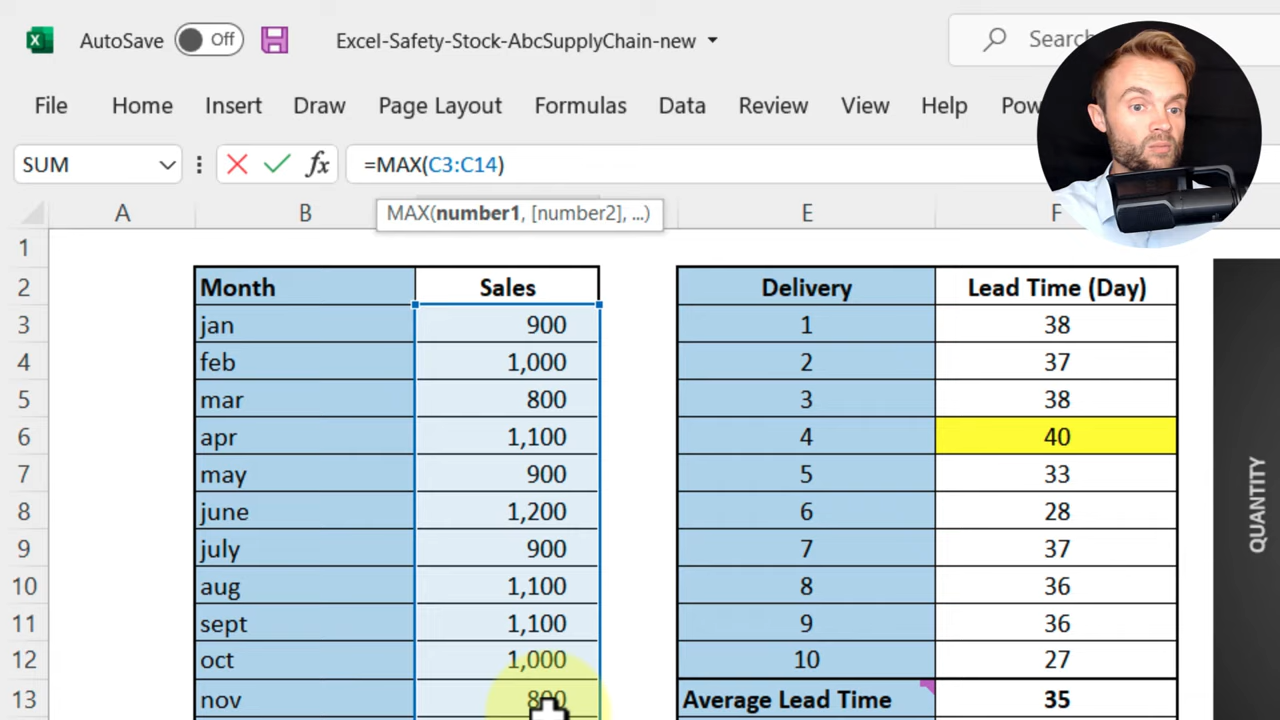 AutoSave Off Excel-Safety-Stock-AbcSupplyChain-new
File Home Insert Draw Page Layout Formulas Data Review View Help
SUM fx =MAX(C3:C14)
MAX(number1, [number2], ...)
A B E F
1
2 Month Sales Delivery Lead Time (Day)
3 jan 900 1 38
4 feb 1,000 2 37
5 mar 800 3 38
6 apr 1,100 4 40
7 may 900 5 33
8 june 1,200 6 28
9 july 900 7 37
10 aug 1,100 8 36
11 sept 1,100 9 36
12 oct 1,000 10 27
13 nov 800 Average Lead Time 35
QUANTITY